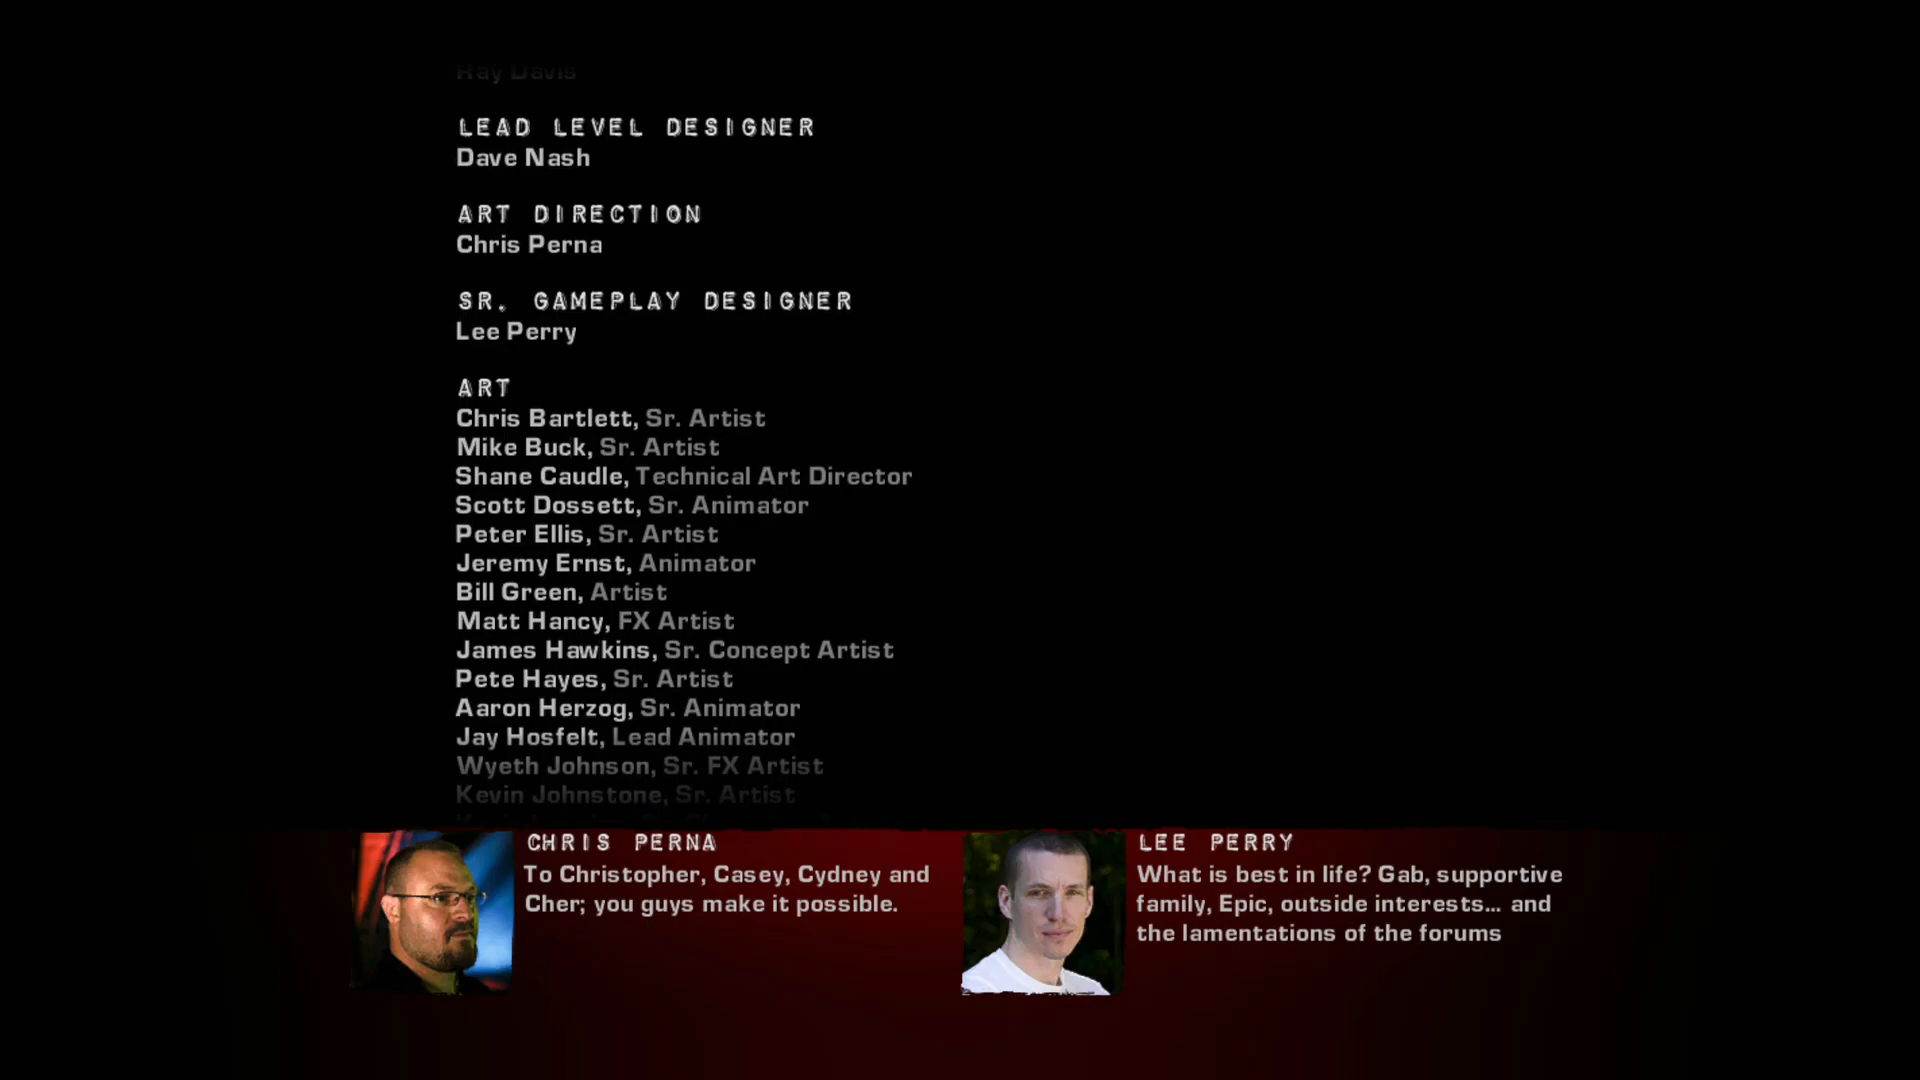 Ray Davis
LEAD LEVEL DESIGNER
Dave Nash
ART DIRECTION
Chris Perna
SR. GAMEPLAY DESIGNER
Lee Perry
ART
Chris Bartlett, Sr. Artist
Mike Buck, Sr. Artist
Shane Caudle, Technical Art Director
Scott Dossett, Sr. Animator
Peter Ellis, Sr. Artist
Jeremy Ernst, Animator
Bill Green, Artist
Matt Hancy, FX Artist
James Hawkins, Sr. Concept Artist
Pete Hayes, Sr. Artist
Aaron Herzog, Sr. Animator
Jay Hosfelt, Lead Animator
Wyeth Johnson, Sr. FX Artist
Kevin Johnstone, Sr. Artist
CHRIS PERNA
To Christopher, Casey, Cydney and
Cher; you guys make it possible.
LEE PERRY
What is best in life? Gab, supportive
family, Epic, outside interests... and
the lamentations of the forums